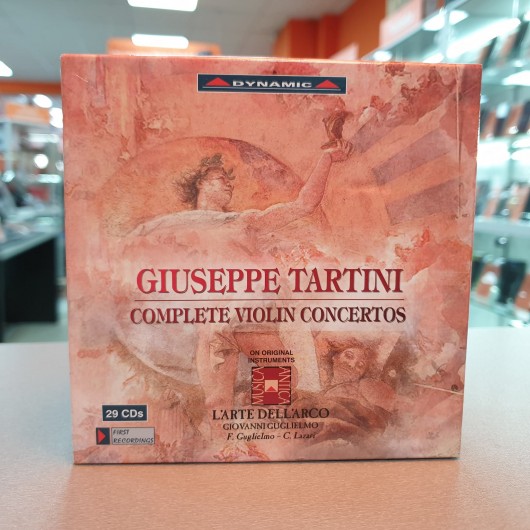 DYNAMIC
GIUSEPPE TARTINI
COMPLETE VIOLIN CONCERTOS
ON ORIGINAL
INSTRUMENTS
MUSICA
ANTICA
L'ARTE DELL'ARCO
GIOVANNI GUGLIELMO
F. Guglielmo – C. Lazari
29 CDs
FIRST
RECORDINGS